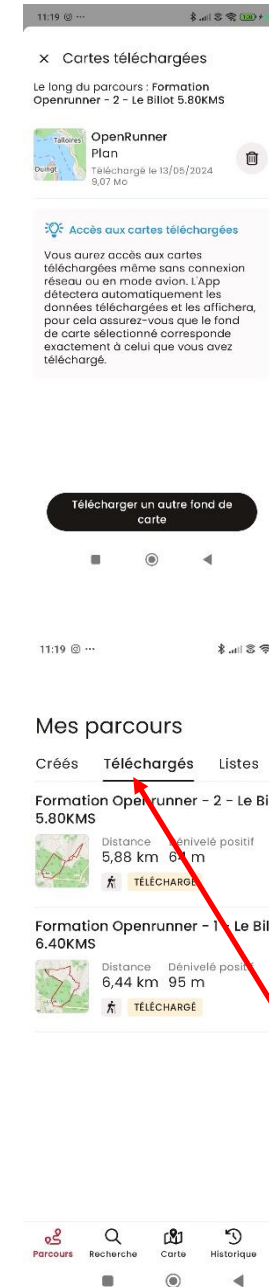 11:19 @ ...
× Cartes téléchargées
Le long du parcours : Formation
Openrunner - 2 - Le Billot 5.80KMS
Talloires
Duingt
OpenRunner
Plan
Téléchargé le 13/05/2024
9,07 Mo
Accès aux cartes téléchargées
Vous aurez accès aux cartes
téléchargées même sans connexion
réseau ou en mode avion. L'App
détectera automatiquement les
données téléchargées et les affichera,
pour cela assurez-vous que le fond
de carte sélectionné corresponde
exactement à celui que vous avez
téléchargé.
Télécharger un autre fond de
carte
11:19 @ ...
Mes parcours
Créés Téléchargés Listes
Formation Openrunner - 2 - Le Bi
5.80KMS
Distance Dénivelé positif
5,88 km 64 m
TÉLÉCHARGÉ
Formation Openrunner - 1 - Le Bil
6.40KMS
Distance Dénivelé positif
6,44 km 95 m
TÉLÉCHARGÉ
Parcours Recherche Carte Historique